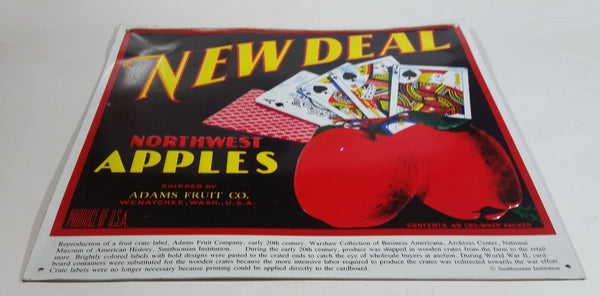 NEW DEAL
NORTHWEST
APPLES
SHIPPED BY
ADAMS FRUIT CO.
WENATCHEE, WASH., U.S.A.
PRODUCE OF U.S.A.
CONTENTS 40 LBS. WHEN PACKED
Reproduction of a fruit crate label, Adams Fruit Company, early 20th century. Warshaw Collection of Business Americana, Archives Center, National
Museum of American History, Smithsonian Institution. During the early 20th century, produce was shipped in wooden crates from the farm to the retail
store. Brightly colored labels with bold designs were pasted to the crated ends to catch the eye of wholesale buyers at auction. During World War II, card-
board containers were substituted for the wooden crates because the more intensive labor required to produce the crates was redirected towards the war effort.
Crate labels were no longer necessary because printing could be applied directly to the cardboard.
© Smithsonian Institution